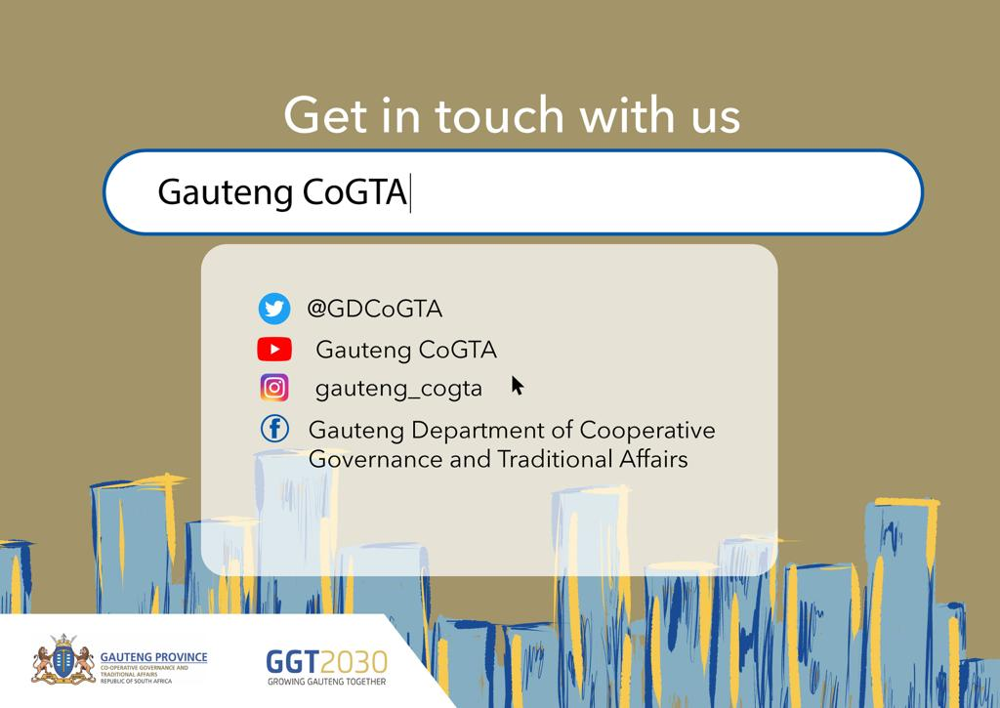 Get in touch with us
Gauteng CoGTA
@GDCoGTA
Gauteng CoGTA
gauteng_cogta
Gauteng Department of Cooperative
Governance and Traditional Affairs
GAUTENG PROVINCE
CO-OPERATIVE GOVERNANCE AND
TRADITIONAL AFFAIRS
REPUBLIC OF SOUTH AFRICA
GGT2030
GROWING GAUTENG TOGETHER